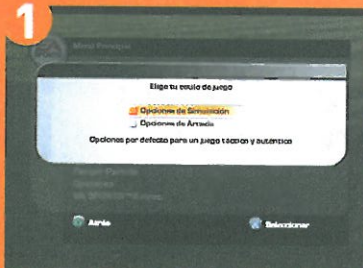 1
Menú Principal
Elige tu estilo de juego
Opciones de Simulación
Opciones de Arcade
Opciones por defecto para un juego táctico y auténtico
Atrás
Seleccionar